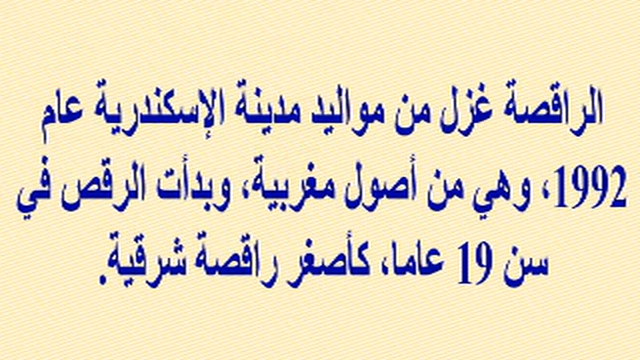 الراقصة غزل من مواليد مدينة الإسكندرية عام
1992، وهي من أصول مغربية، وبدأت الرقص في
سن 19 عاما، كأصغر راقصة شرقية.